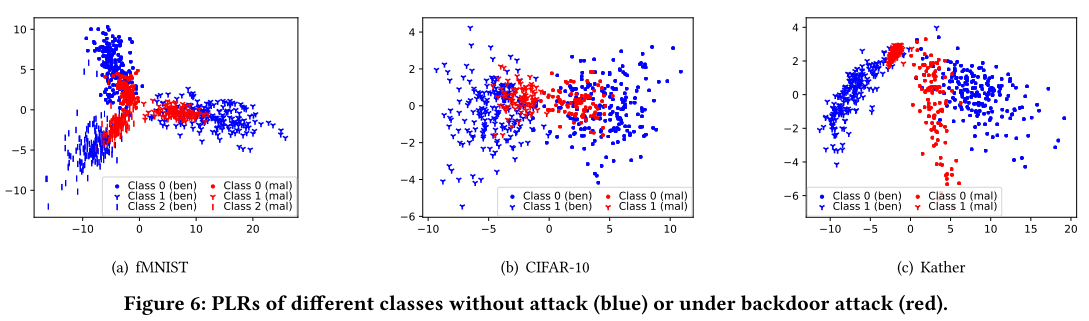 10
5
0
−5
−10
−10
0
10
20
Class 0 (ben)
Class 1 (ben)
Class 2 (ben)
Class 0 (mal)
Class 1 (mal)
Class 2 (mal)
(a) fMNIST
4
2
0
−2
−4
−6
−10
−5
0
5
10
Class 0 (ben)
Class 1 (ben)
Class 0 (mal)
Class 1 (mal)
(b) CIFAR-10
4
2
0
−2
−4
−6
−10
−5
0
5
10
15
20
Class 0 (ben)
Class 1 (ben)
Class 0 (mal)
Class 1 (mal)
(c) Kather
Figure 6: PLRs of different classes without attack (blue) or under backdoor attack (red).